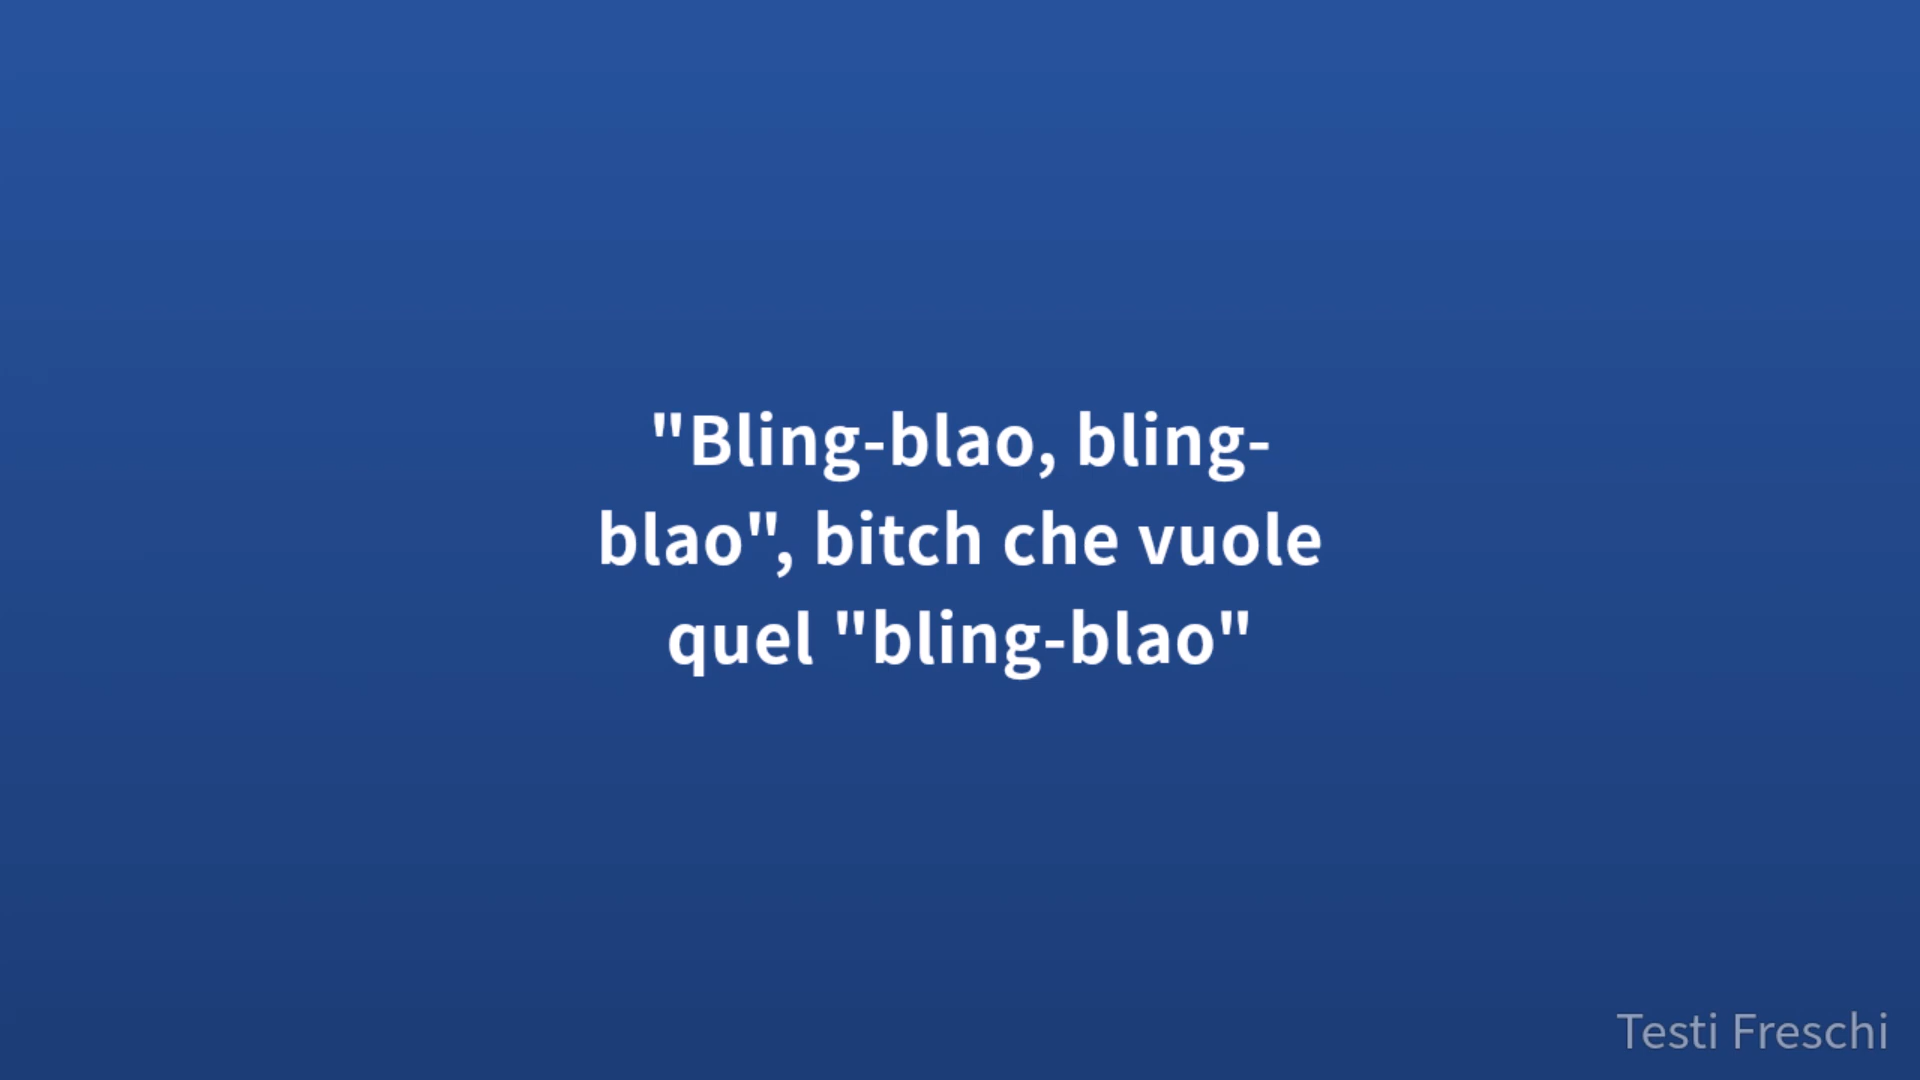 "Bling-blao, bling-
blao", bitch che vuole
quel "bling-blao"
Testi Freschi